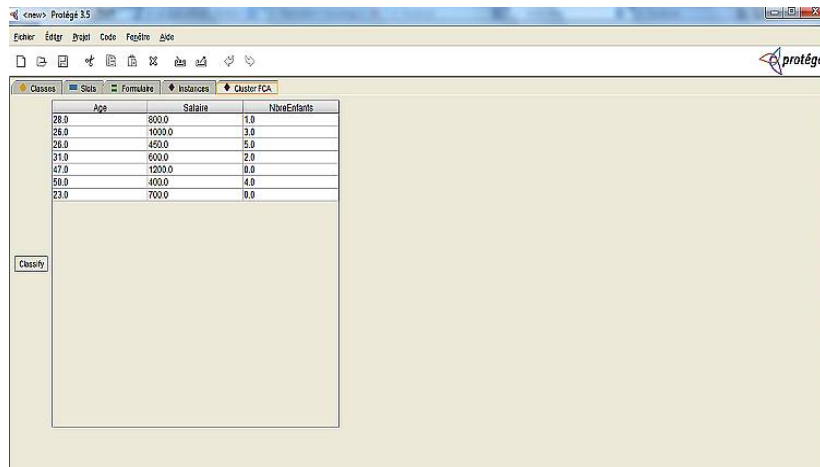 <new> Protégé 3.5
Fichier Éditer Projet Code Fenêtre Aide
protégé
Classes Slots Formulaire Instances Cluster FCA
Age Salaire NbreEnfants
28.0 800.0 1.0
26.0 1000.0 3.0
26.0 450.0 5.0
31.0 600.0 2.0
47.0 1200.0 0.0
50.0 400.0 4.0
23.0 700.0 0.0
Classify